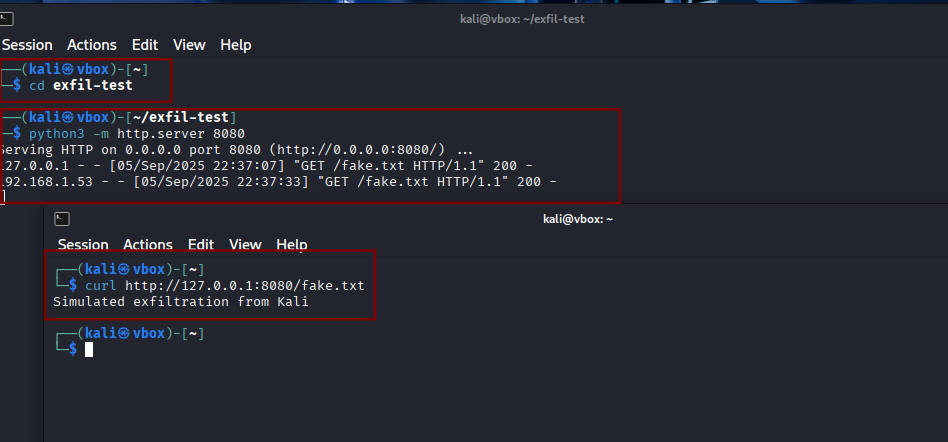 kali@vbox: ~/exfil-test
Session Actions Edit View Help
──(kali㉿vbox)-[~]
─$ cd exfil-test
──(kali㉿vbox)-[~/exfil-test]
─$ python3 -m http.server 8080
Serving HTTP on 0.0.0.0 port 8080 (http://0.0.0.0:8080/) ...
127.0.0.1 - - [05/Sep/2025 22:37:07] "GET /fake.txt HTTP/1.1" 200 -
192.168.1.53 - - [05/Sep/2025 22:37:33] "GET /fake.txt HTTP/1.1" 200 -
kali@vbox: ~
Session Actions Edit View Help
┌──(kali㉿vbox)-[~]
└─$ curl http://127.0.0.1:8080/fake.txt
Simulated exfiltration from Kali
┌──(kali㉿vbox)-[~]
└─$